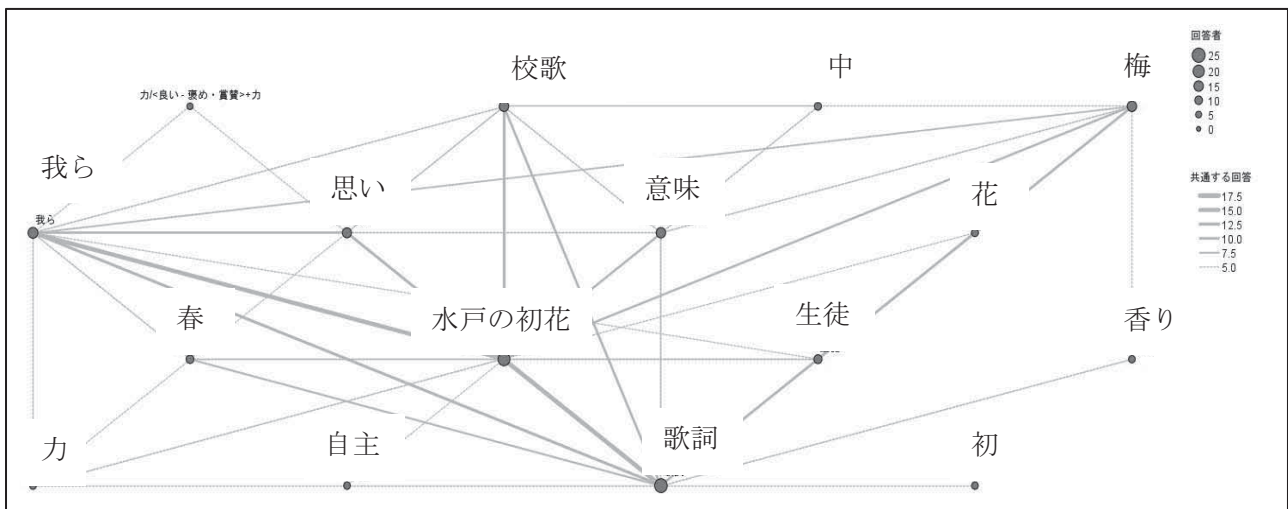 校歌
中
梅
力/<良い - 褒め・賞賛>+力
我ら
我ら
思い
意味
花
春
水戸の初花
生徒
香り
力
自主
歌詞
初
回答者
25
20
15
10
5
0
共通する回答
17.5
15.0
12.5
10.0
7.5
5.0